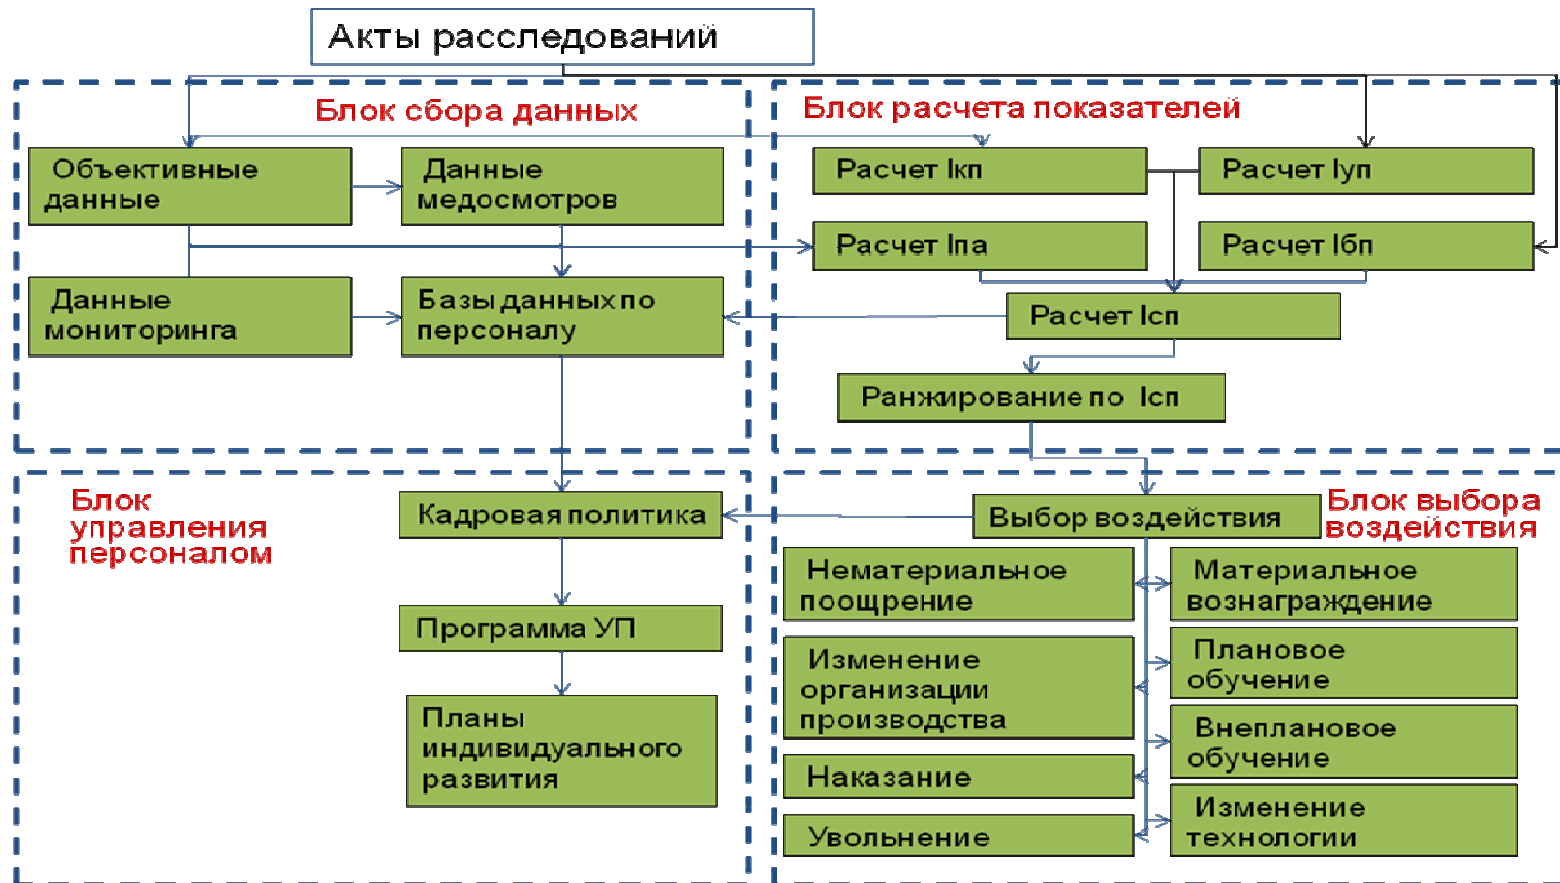 Акты расследований
Блок сбора данных
Объективные
данные
Данные
медосмотров
Данные
мониторинга
Базы данных по
персоналу
Блок расчета показателей
Расчет Iкп
Расчет Iуп
Расчет Iпа
Расчет Iбп
Расчет Iсп
Ранжирование по Iсп
Блок
управления
персоналом
Кадровая политика
Программа УП
Планы
индивидуального
развития
Блок выбора
воздействия
Выбор воздействия
Нематериальное
поощрение
Материальное
вознаграждение
Изменение
организации
производства
Плановое
обучение
Внеплановое
обучение
Наказание
Изменение
технологии
Увольнение